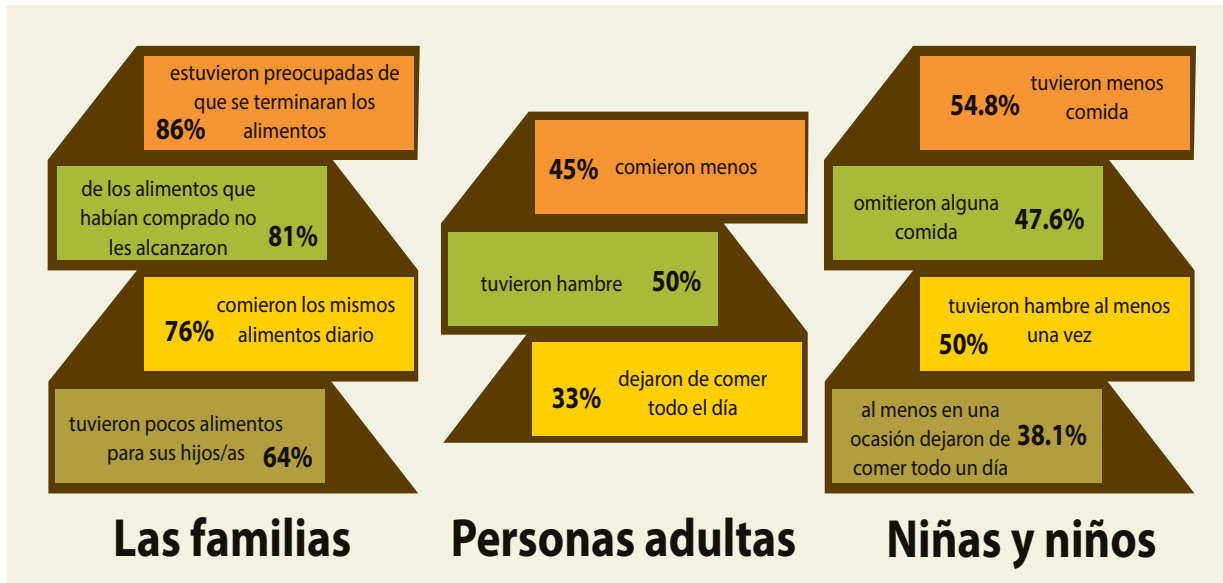 estuvieron preocupadas de
que se terminaran los
86% alimentos
de los alimentos que
habían comprado no
les alcanzaron 81%
comieron los mismos
76% alimentos diario
tuvieron pocos alimentos
para sus hijos/as 64%
Las familias
45% comieron menos
tuvieron hambre 50%
dejaron de comer
33% todo el día
Personas adultas
54.8% tuvieron menos
comida
omitieron alguna
comida 47.6%
tuvieron hambre al menos
50% una vez
al menos en una
ocasión dejaron de 38.1%
comer todo un día
Niñas y niños